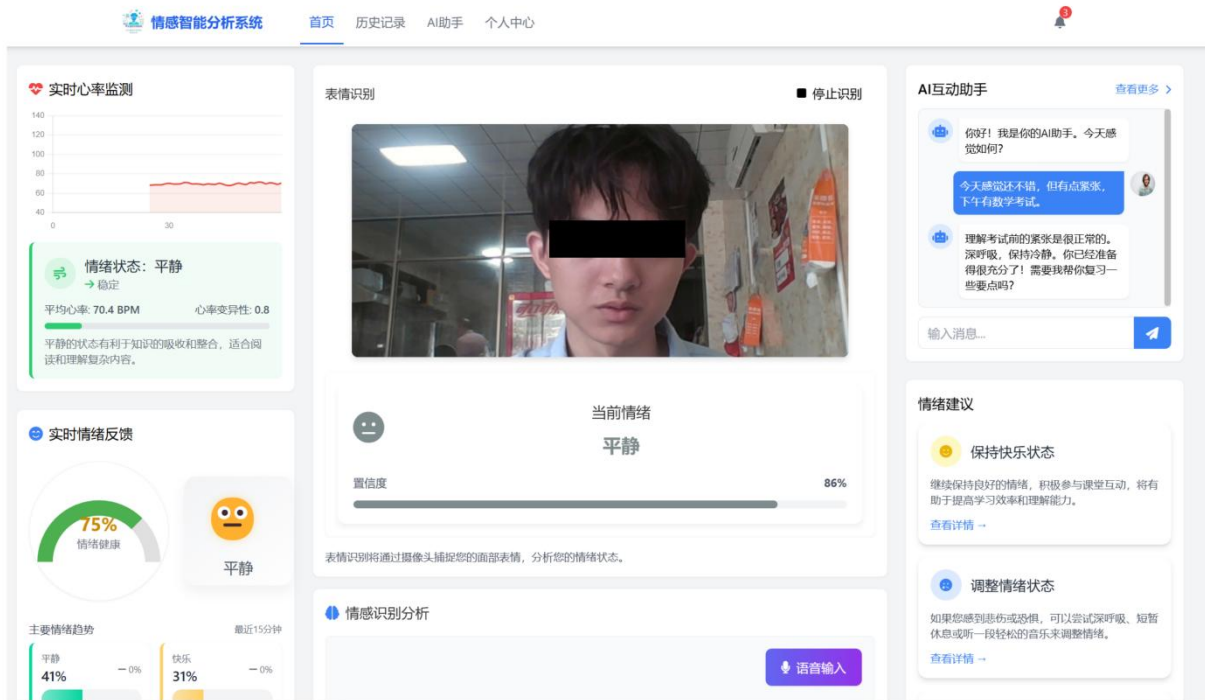 情感智能分析系统
首页
历史记录
AI助手
个人中心
3
实时心率监测
140
120
100
80
60
40
0
30
情绪状态：平静
→ 稳定
平均心率: 70.4 BPM
心率变异性: 0.8
平静的状态有利于知识的吸收和整合，适合阅
读和理解复杂内容。
实时情绪反馈
75%
情绪健康
平静
主要情绪趋势
最近15分钟
平静
41%
— 0%
快乐
31%
— 0%
表情识别
停止识别
当前情绪
平静
置信度
86%
表情识别将通过摄像头捕捉您的面部表情，分析您的情绪状态。
情感识别分析
语音输入
AI互动助手
查看更多
你好！我是你的AI助手。今天感
觉如何？
今天感觉还不错，但有点紧张，
下午有数学考试。
理解考试前的紧张是很正常的。
深呼吸，保持冷静。你已经准备
得很充分了！需要我帮你复习一
些要点吗？
输入消息...
情绪建议
保持快乐状态
继续保持良好的情绪，积极参与课堂互动，将有
助于提高学习效率和理解能力。
查看详情 →
调整情绪状态
如果您感到悲伤或恐惧，可以尝试深呼吸、短暂
休息或听一段轻松的音乐来调整情绪。
查看详情 →